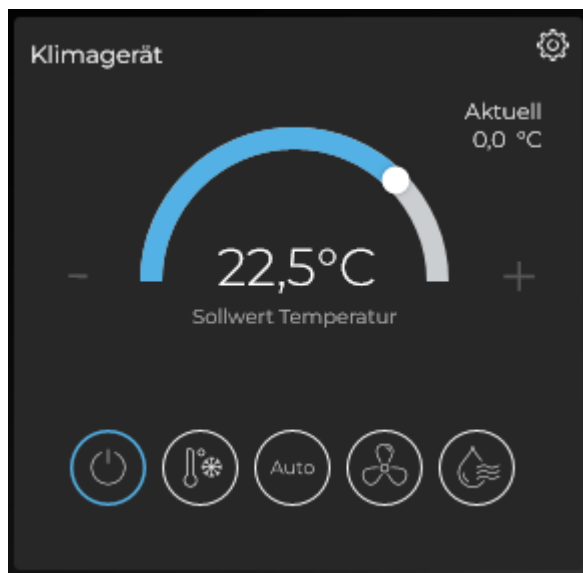 Klimagerät
Aktuell
0,0 °C
22,5°C
Sollwert Temperatur
Auto